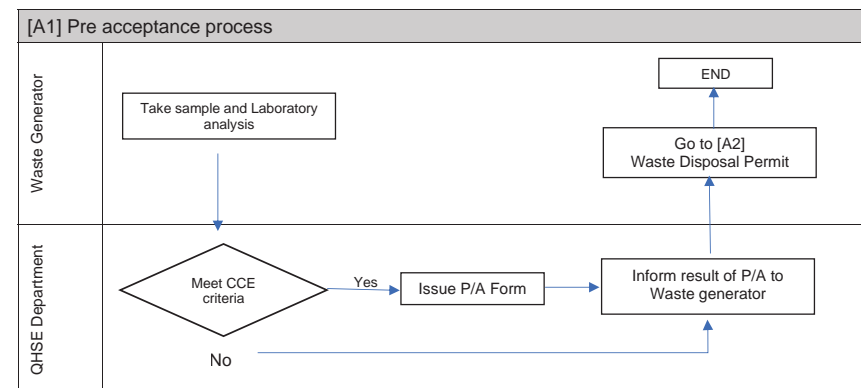 [A1] Pre acceptance process
Waste Generator
Take sample and Laboratory
analysis
END
Go to [A2]
Waste Disposal Permit
QHSE Department
Meet CCE
criteria
Yes
Issue P/A Form
Inform result of P/A to
Waste generator
No